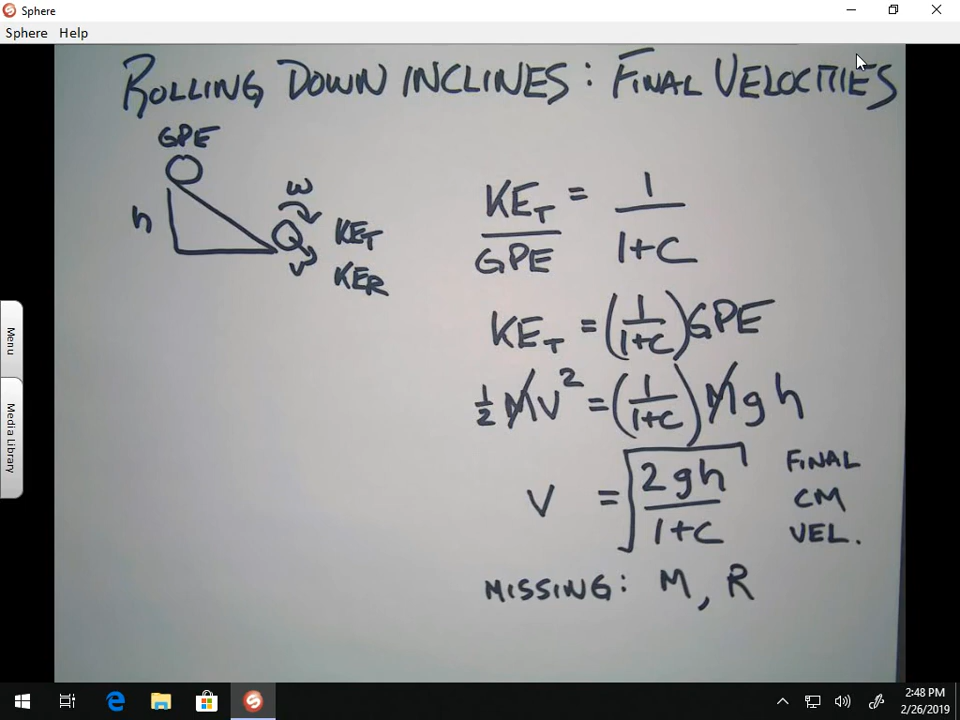 Sphere
Sphere Help
ROLLING DOWN INCLINES: FINAL VELOCITIES
GPE
h
ω
KET
V
KER
KET = 1
GPE 1+C
KET = (1/1+C) GPE
1/2 MV² = (1/1+C) Mgh
V = √2gh/1+C
FINAL
CM
VEL.
MISSING: M, R
Menu
Media Library
2:48 PM
2/26/2019